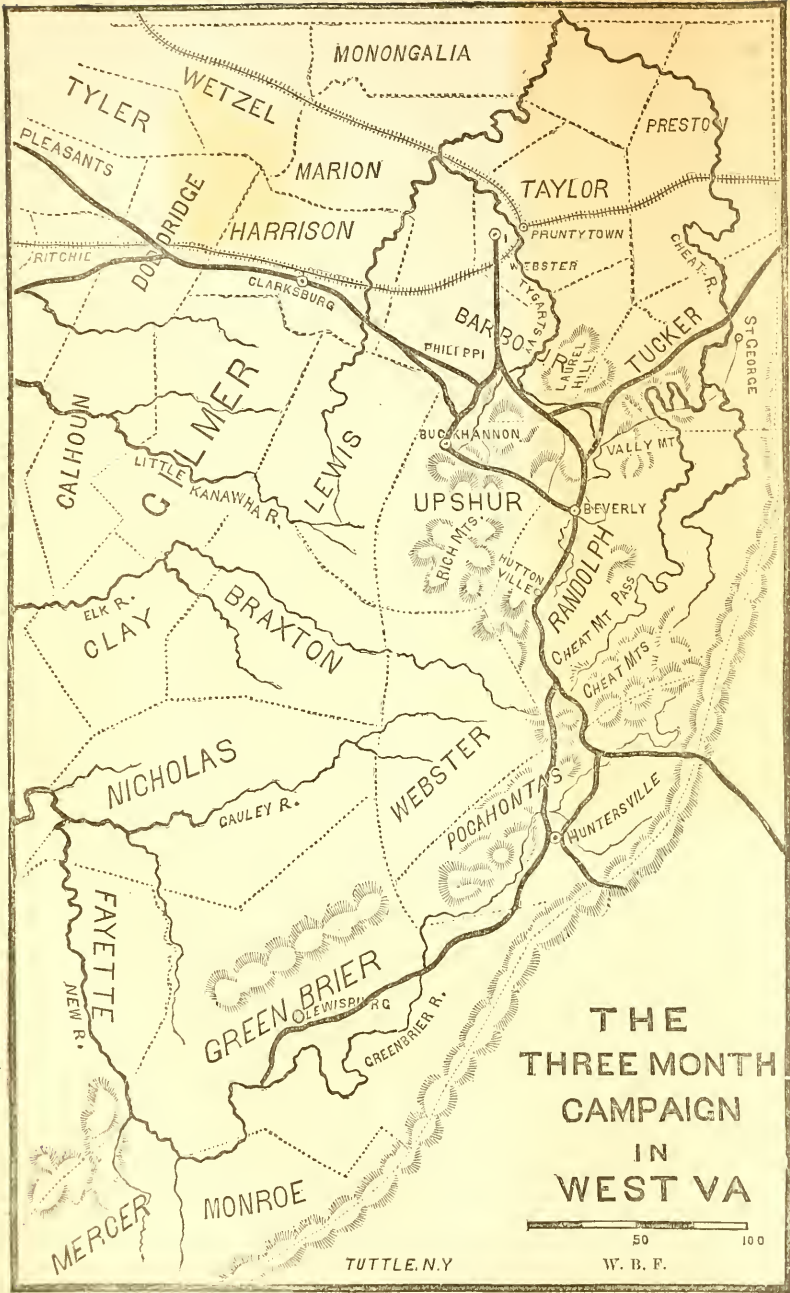 MONONGALIA
WETZEL
TYLER
PRESTON
PLEASANTS
MARION
TAYLOR
DODDRIDGE
HARRISON
PRUNTYTOWN
RITCHIE
WEBSTER
CHEAT. R.
CLARKSBURG
TYGARTS V.
BARBOUR
PHILIPPI
LAUREL
HILL
TUCKER
ST GEORGE
GILMER
CALHOUN
LEWIS
BUCKHANNON
VALLY MT
LITTLE KANAWHA R.
UPSHUR
BEVERLY
RICH MTS.
HUTTON
VILLE
RANDOLPH
CHEAT MT PASS
CHEAT MTS
ELK R.
CLAY
BRAXTON
NICHOLAS
WEBSTER
GAULEY R.
POCAHONTAS
HUNTERSVILLE
FAYETTE
NEW R.
GREEN BRIER
LEWISBURG
GREENBRIER R.
MERCER
MONROE
THE
THREE MONTH
CAMPAIGN
IN
WEST VA
50 100
TUTTLE, N.Y
W. B. F.